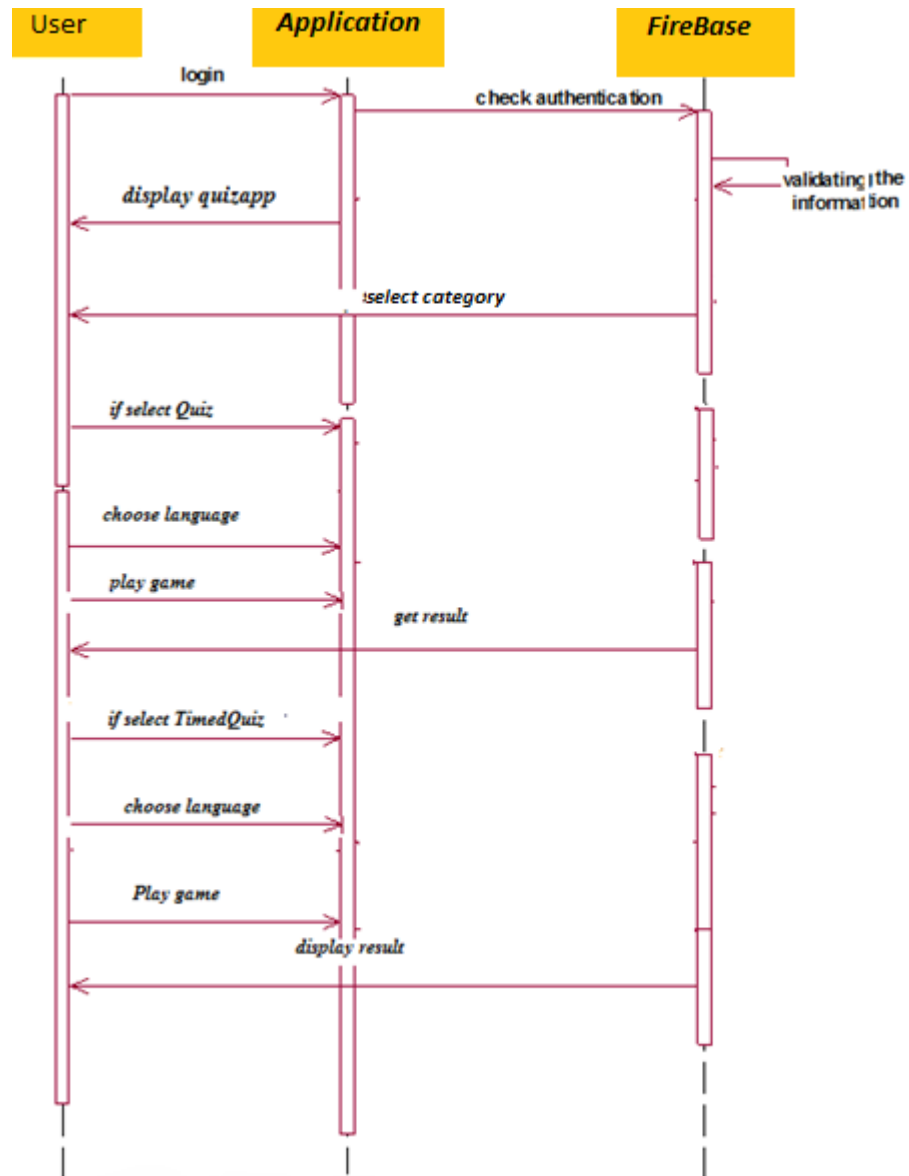 User
Application
FireBase
login
check authentication
validating the
information
display quizapp
select category
if select Quiz
choose language
play game
get result
if select TimedQuiz
choose language
Play game
display result